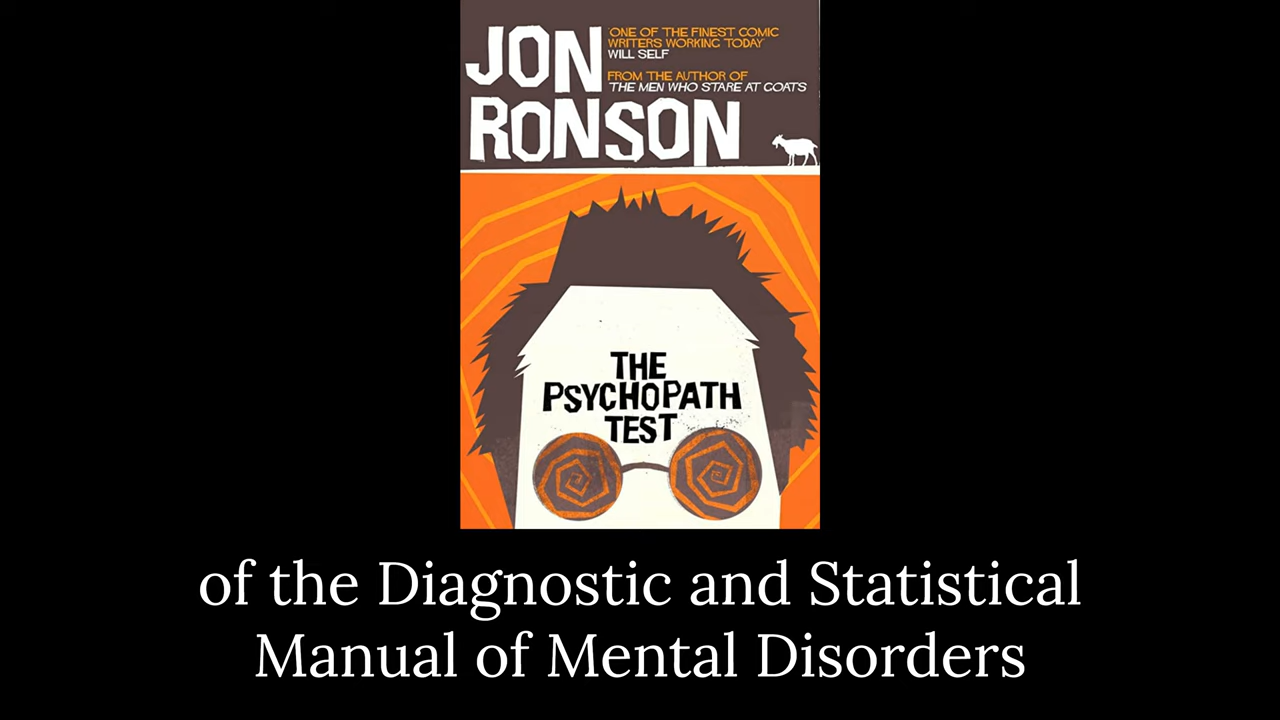 JON
RONSON
ONE OF THE FINEST COMIC
WRITERS WORKING TODAY'
WILL SELF
FROM THE AUTHOR OF
THE MEN WHO STARE AT GOATS
THE
PSYCHOPATH
TEST
of the Diagnostic and Statistical
Manual of Mental Disorders